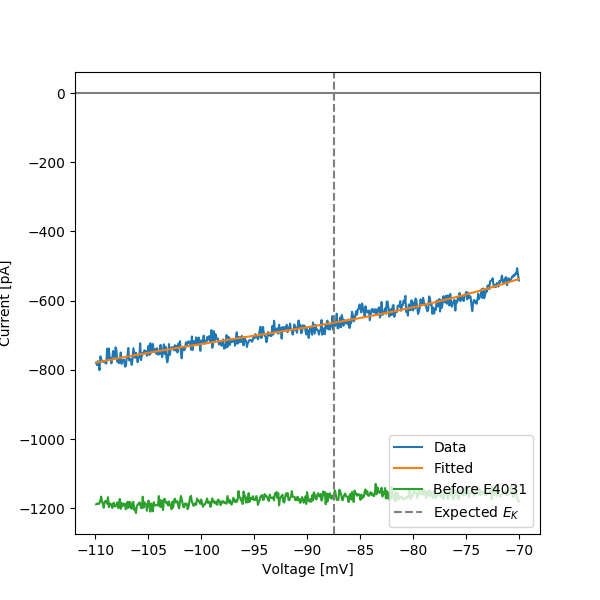 0
−200
−400
−600
−800
−1000
−1200
Current [pA]
Data
Fitted
Before E4031
Expected E_K
−110
−105
−100
−95
−90
−85
−80
−75
−70
Voltage [mV]